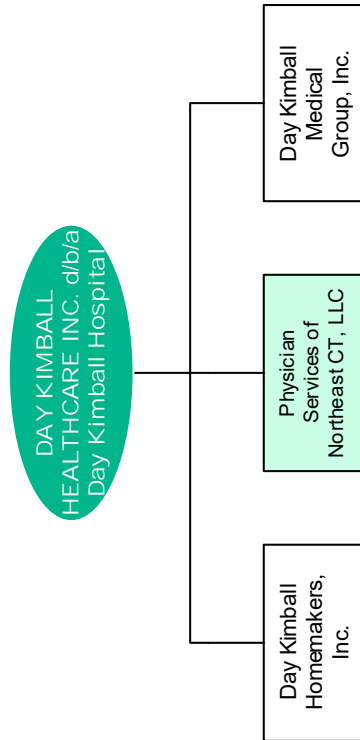 DAY KIMBALL
HEALTHCARE INC. d/b/a
Day Kimball Hospital
Day Kimball
Homemakers,
Inc.
Physician
Services of
Northeast CT, LLC
Day Kimball
Medical
Group, Inc.